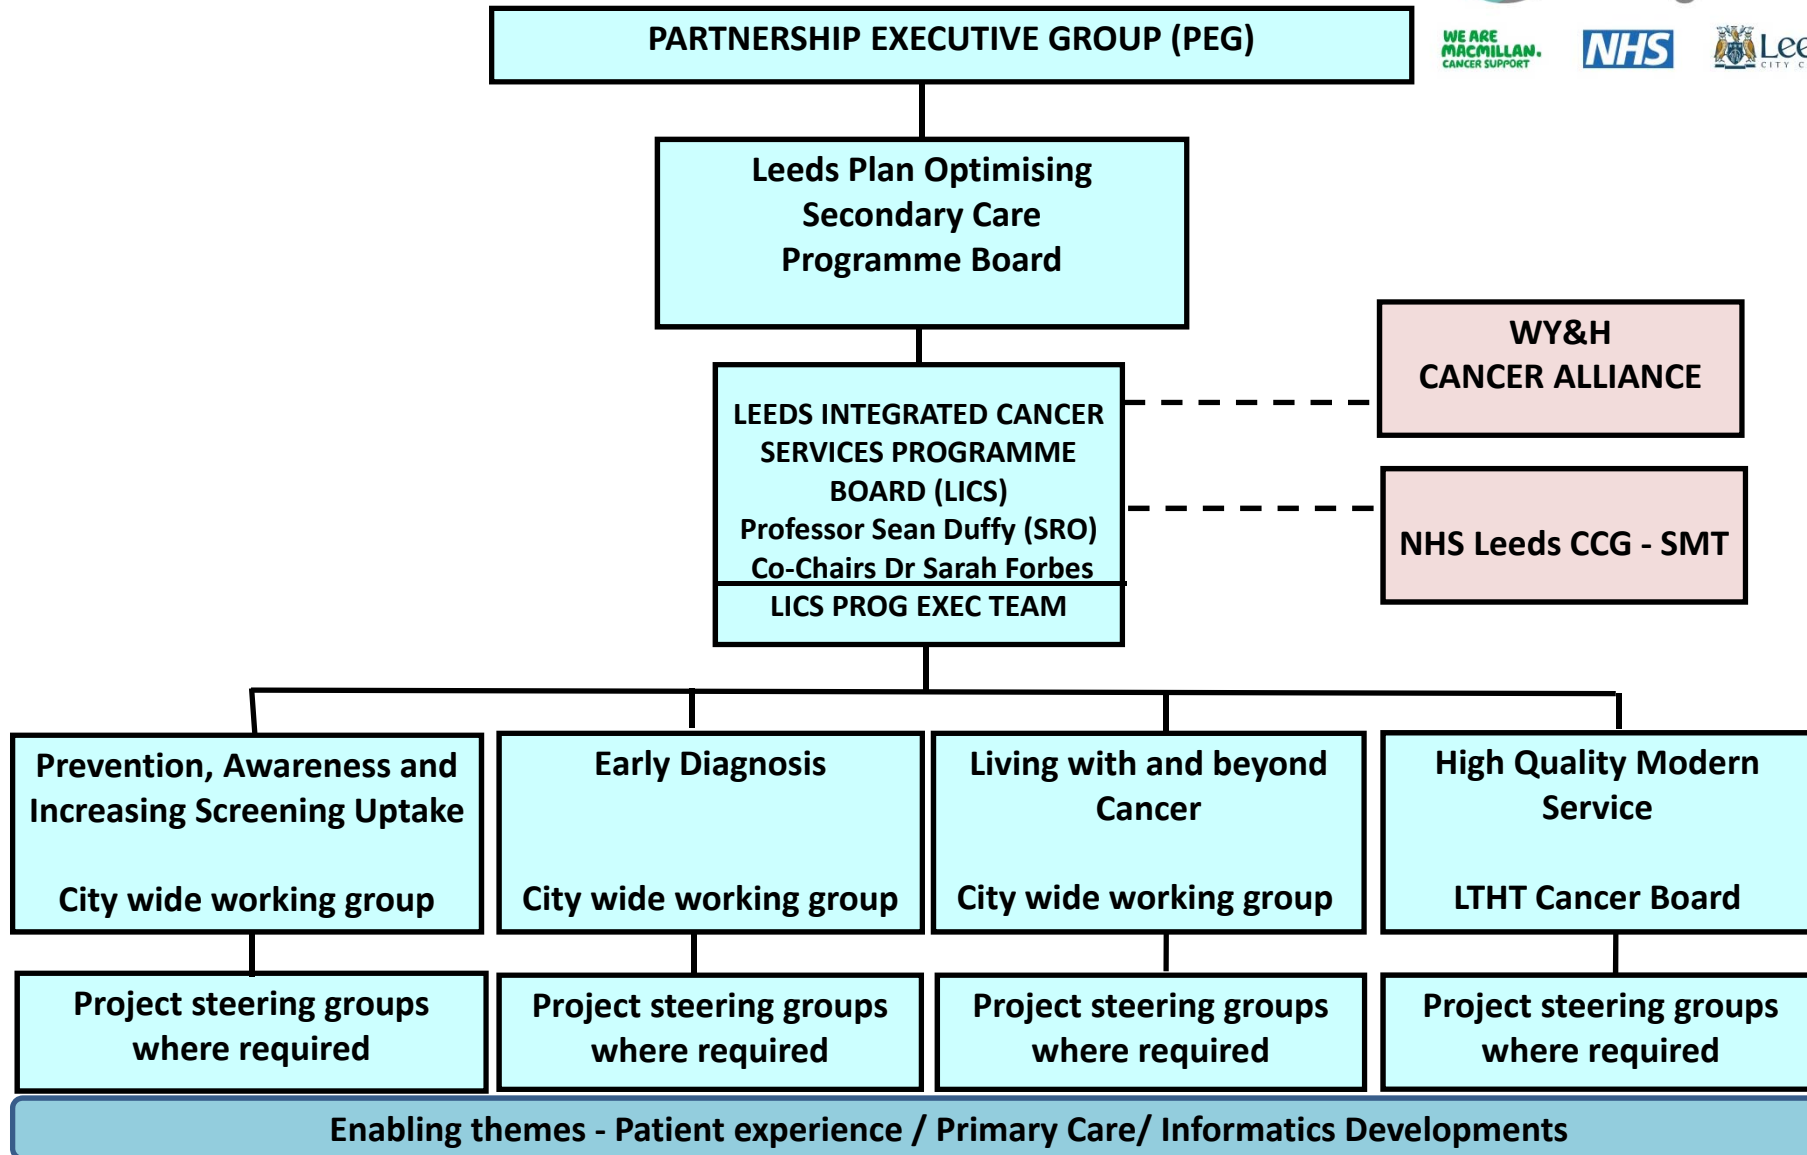 PARTNERSHIP EXECUTIVE GROUP (PEG)
WE ARE
MACMILLAN.
CANCER SUPPORT
NHS
Leeds Plan Optimising
Secondary Care
Programme Board
WY&H
CANCER ALLIANCE
LEEDS INTEGRATED CANCER
SERVICES PROGRAMME
BOARD (LICS)
Professor Sean Duffy (SRO)
Co-Chairs Dr Sarah Forbes
LICS PROG EXEC TEAM
NHS Leeds CCG - SMT
Prevention, Awareness and
Increasing Screening Uptake
City wide working group
Early Diagnosis
City wide working group
Living with and beyond
Cancer
City wide working group
High Quality Modern
Service
LTHT Cancer Board
Project steering groups
where required
Project steering groups
where required
Project steering groups
where required
Project steering groups
where required
Enabling themes - Patient experience / Primary Care/ Informatics Developments